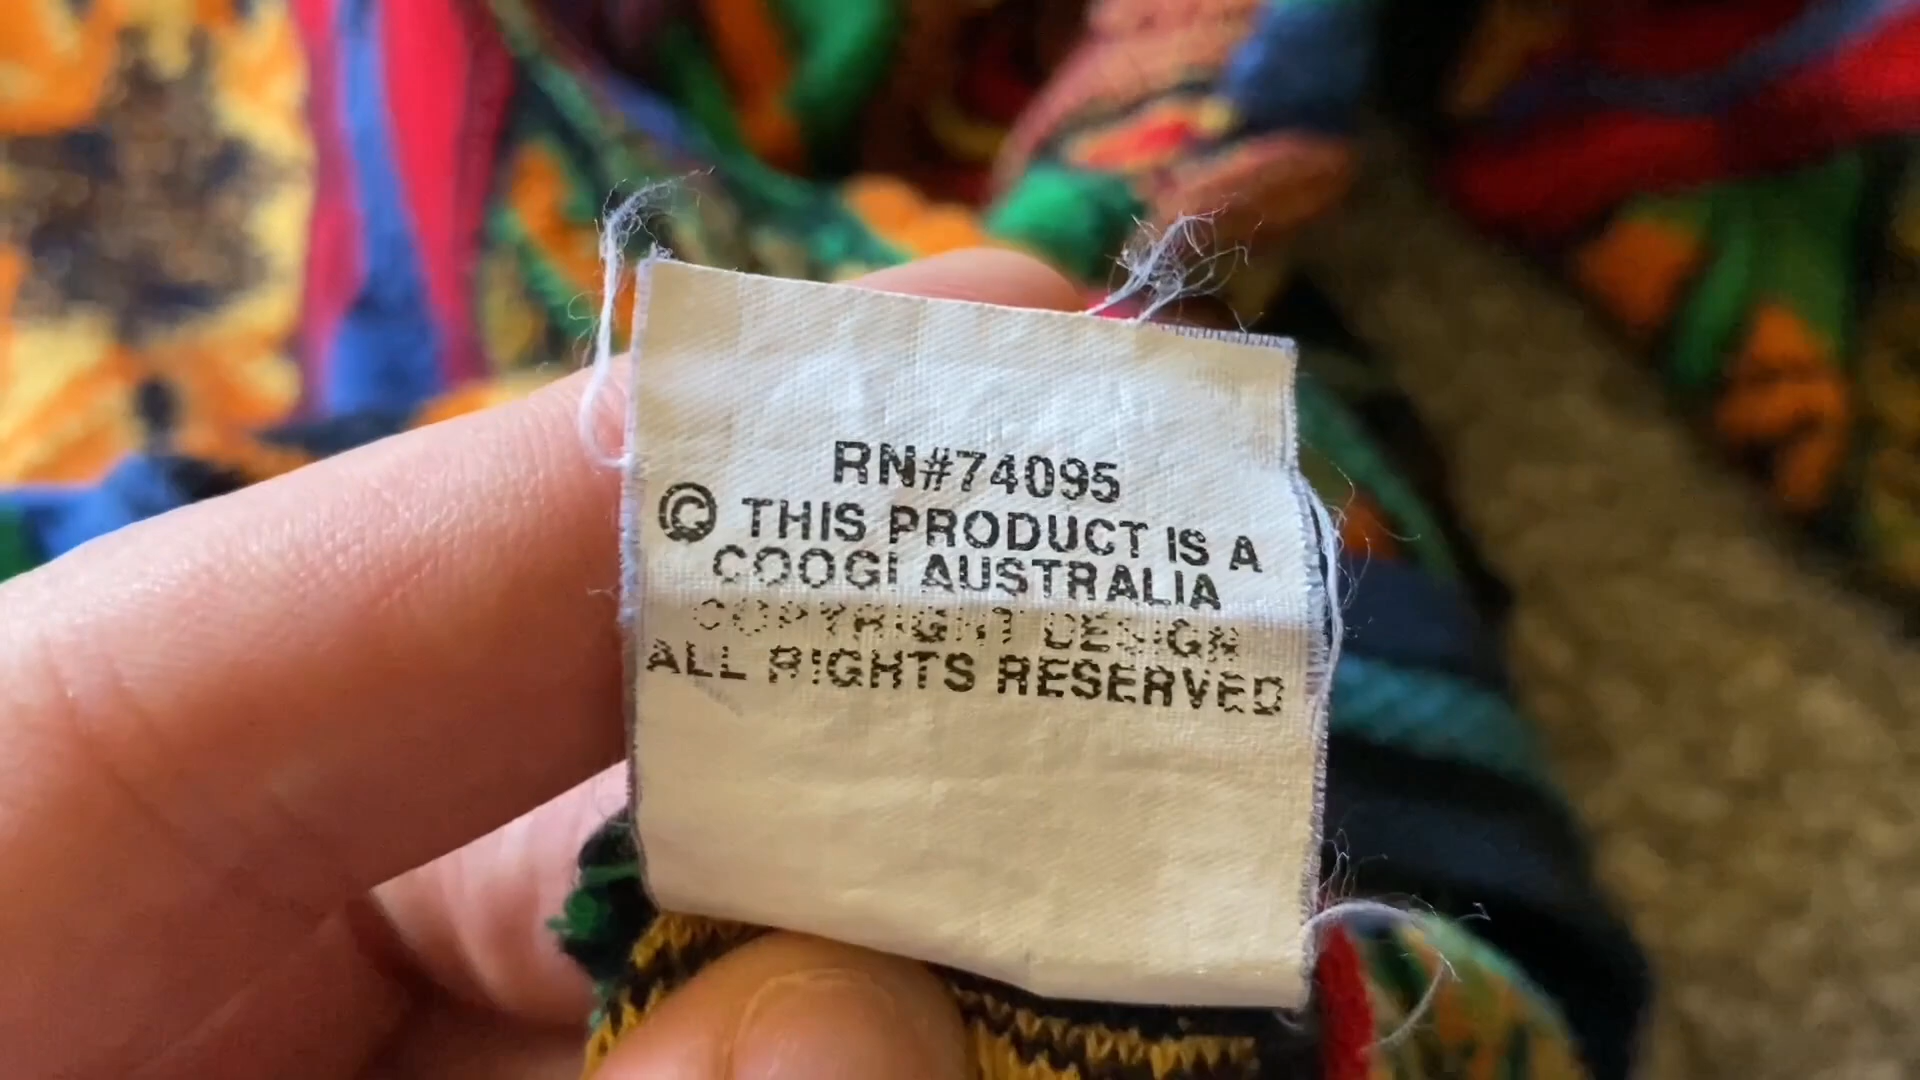 RN#74095
© THIS PRODUCT IS A
COOGI AUSTRALIA
COPYRIGHT DESIGN
ALL RIGHTS RESERVED